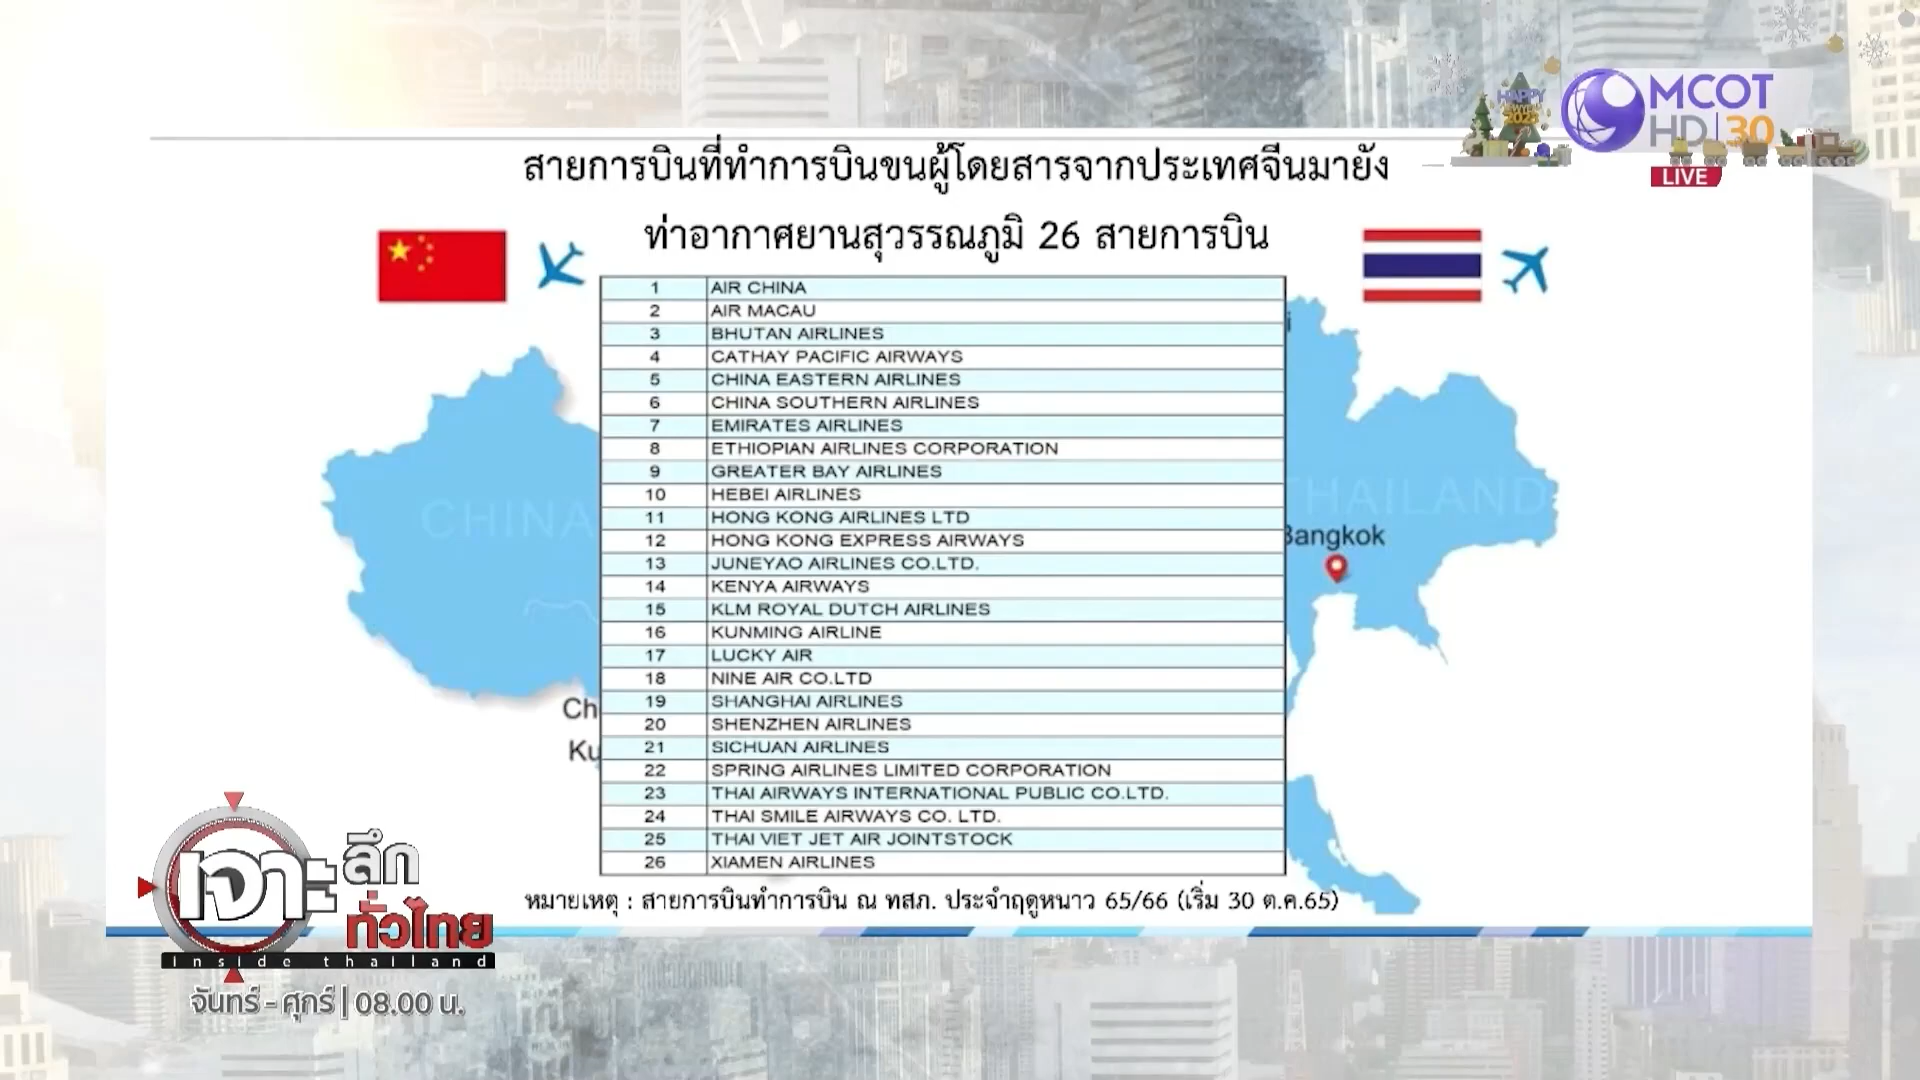 HAPPY
MCOT
HD 30
LIVE
สายการบินที่ทำการบินขนผู้โดยสารจากประเทศจีนมายัง
ท่าอากาศยานสุวรรณภูมิ 26 สายการบิน
1 AIR CHINA
2 AIR MACAU
3 BHUTAN AIRLINES
4 CATHAY PACIFIC AIRWAYS
5 CHINA EASTERN AIRLINES
6 CHINA SOUTHERN AIRLINES
7 EMIRATES AIRLINES
8 ETHIOPIAN AIRLINES CORPORATION
9 GREATER BAY AIRLINES
10 HEBEI AIRLINES
11 HONG KONG AIRLINES LTD
12 HONG KONG EXPRESS AIRWAYS
13 JUNEYAO AIRLINES CO.LTD.
14 KENYA AIRWAYS
15 KLM ROYAL DUTCH AIRLINES
16 KUNMING AIRLINE
17 LUCKY AIR
18 NINE AIR CO.LTD
19 SHANGHAI AIRLINES
20 SHENZHEN AIRLINES
21 SICHUAN AIRLINES
22 SPRING AIRLINES LIMITED CORPORATION
23 THAI AIRWAYS INTERNATIONAL PUBLIC CO.LTD.
24 THAI SMILE AIRWAYS CO. LTD.
25 THAI VIET JET AIR JOINTSTOCK
26 XIAMEN AIRLINES
CHINA
THAILAND
Bangkok
Ch
Ku
หมายเหตุ : สายการบินทำการบิน ณ ทสภ. ประจำฤดูหนาว 65/66 (เริ่ม 30 ต.ค.65)
เจาะลึก
ทั่วไทย
inside thailand
จันทร์ - ศุกร์ | 08.00 น.